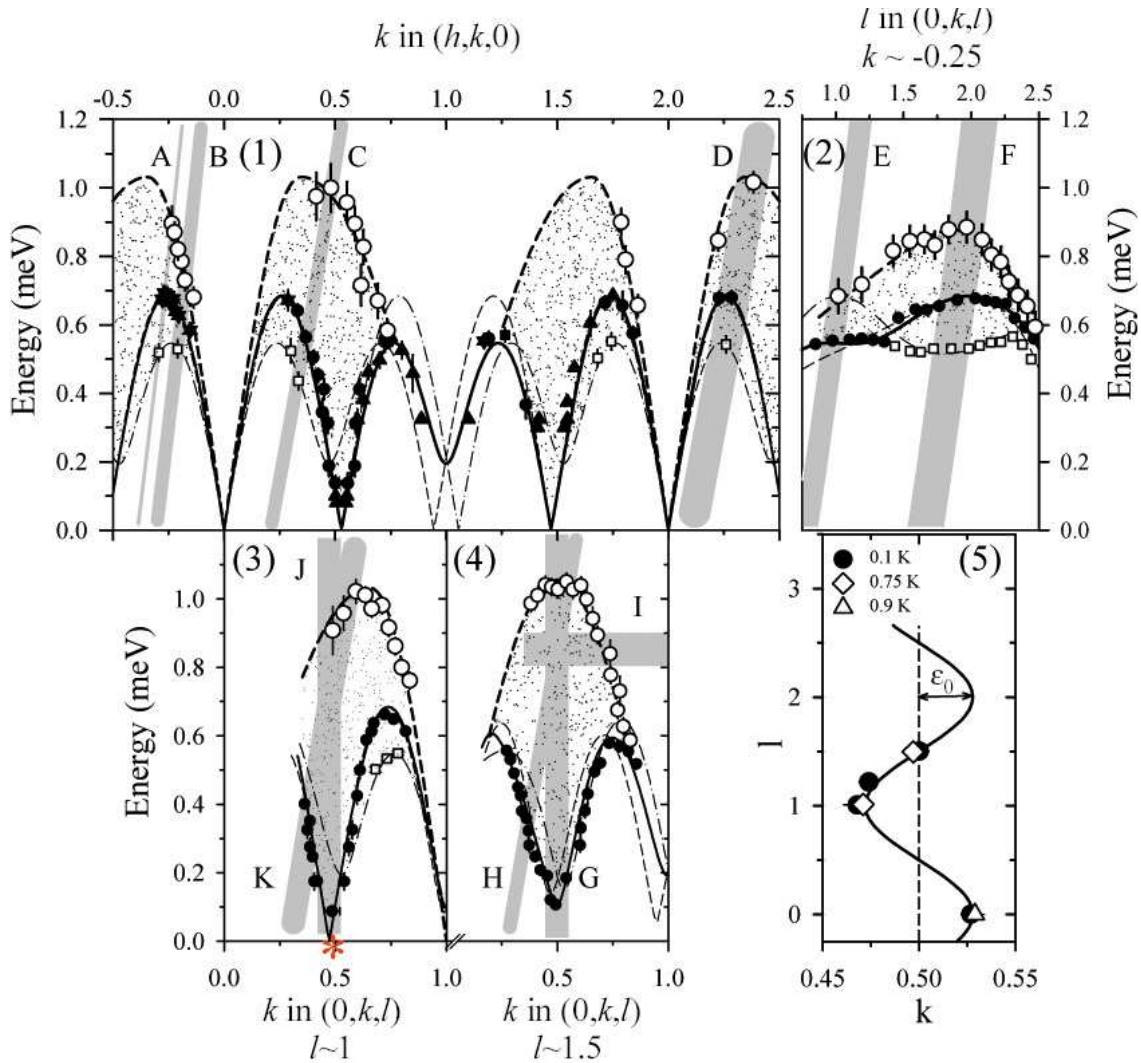 k in (h,k,0)
l in (0,k,l)
k ~ -0.25
-0.5 0.0 0.5 1.0 1.5 2.0 2.5
1.0 1.5 2.0 2.5
1.2
1.0
0.8
0.6
0.4
0.2
0.0
Energy (meV)
A B (1) C D
(2) E F
1.2
1.0
0.8
0.6
0.4
0.2
0.0
Energy (meV)
1.0
0.8
0.6
0.4
0.2
0.0
Energy (meV)
(3)
J
K
(4)
I
H G
(5)
0.1 K
0.75 K
0.9 K
ε0
3
2
1
0
l
0.0 0.5 1.0 0.5 1.0
0.45 0.50 0.55
k in (0,k,l)
l~1
k in (0,k,l)
l~1.5
k